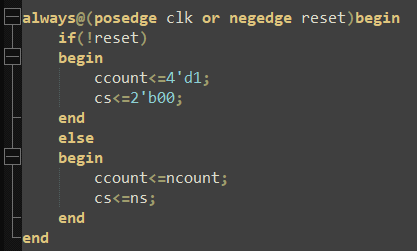 always@(posedge clk or negedge reset)begin
    if(!reset)
    begin
        ccount<=4'd1;
        cs<=2'b00;
    end
    else
    begin
        ccount<=ncount;
        cs<=ns;
    end
end